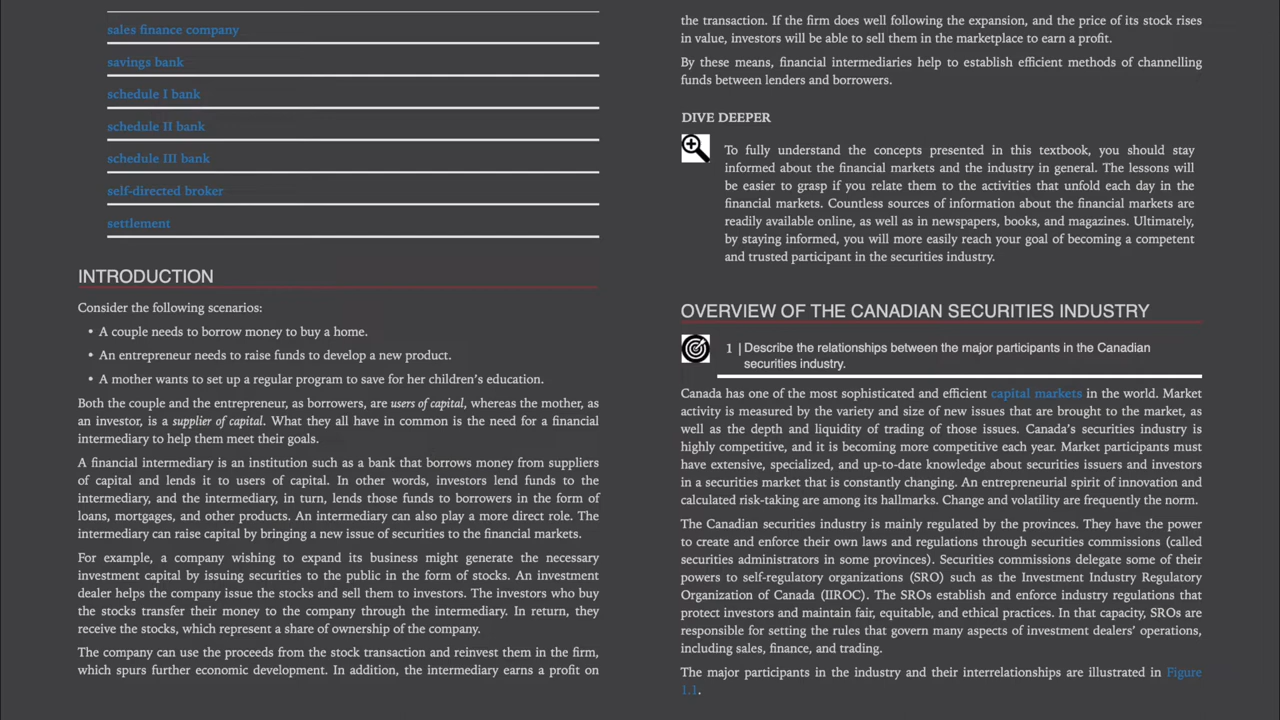 sales finance company
savings bank
schedule I bank
schedule II bank
schedule III bank
self-directed broker
settlement
INTRODUCTION
Consider the following scenarios:
• A couple needs to borrow money to buy a home.
• An entrepreneur needs to raise funds to develop a new product.
• A mother wants to set up a regular program to save for her children's education.
Both the couple and the entrepreneur, as borrowers, are users of capital, whereas the mother, as
an investor, is a supplier of capital. What they all have in common is the need for a financial
intermediary to help them meet their goals.
A financial intermediary is an institution such as a bank that borrows money from suppliers
of capital and lends it to users of capital. In other words, investors lend funds to the
intermediary, and the intermediary, in turn, lends those funds to borrowers in the form of
loans, mortgages, and other products. An intermediary can also play a more direct role. The
intermediary can raise capital by bringing a new issue of securities to the financial markets.
For example, a company wishing to expand its business might generate the necessary
investment capital by issuing securities to the public in the form of stocks. An investment
dealer helps the company issue the stocks and sell them to investors. The investors who buy
the stocks transfer their money to the company through the intermediary. In return, they
receive the stocks, which represent a share of ownership of the company.
The company can use the proceeds from the stock transaction and reinvest them in the firm,
which spurs further economic development. In addition, the intermediary earns a profit on
the transaction. If the firm does well following the expansion, and the price of its stock rises
in value, investors will be able to sell them in the marketplace to earn a profit.
By these means, financial intermediaries help to establish efficient methods of channelling
funds between lenders and borrowers.
DIVE DEEPER
To fully understand the concepts presented in this textbook, you should stay
informed about the financial markets and the industry in general. The lessons will
be easier to grasp if you relate them to the activities that unfold each day in the
financial markets. Countless sources of information about the financial markets are
readily available online, as well as in newspapers, books, and magazines. Ultimately,
by staying informed, you will more easily reach your goal of becoming a competent
and trusted participant in the securities industry.
OVERVIEW OF THE CANADIAN SECURITIES INDUSTRY
1 | Describe the relationships between the major participants in the Canadian
securities industry.
Canada has one of the most sophisticated and efficient capital markets in the world. Market
activity is measured by the variety and size of new issues that are brought to the market, as
well as the depth and liquidity of trading of those issues. Canada's securities industry is
highly competitive, and it is becoming more competitive each year. Market participants must
have extensive, specialized, and up-to-date knowledge about securities issuers and investors
in a securities market that is constantly changing. An entrepreneurial spirit of innovation and
calculated risk-taking are among its hallmarks. Change and volatility are frequently the norm.
The Canadian securities industry is mainly regulated by the provinces. They have the power
to create and enforce their own laws and regulations through securities commissions (called
securities administrators in some provinces). Securities commissions delegate some of their
powers to self-regulatory organizations (SRO) such as the Investment Industry Regulatory
Organization of Canada (IIROC). The SROs establish and enforce industry regulations that
protect investors and maintain fair, equitable, and ethical practices. In that capacity, SROs are
responsible for setting the rules that govern many aspects of investment dealers' operations,
including sales, finance, and trading.
The major participants in the industry and their interrelationships are illustrated in Figure
1.1.